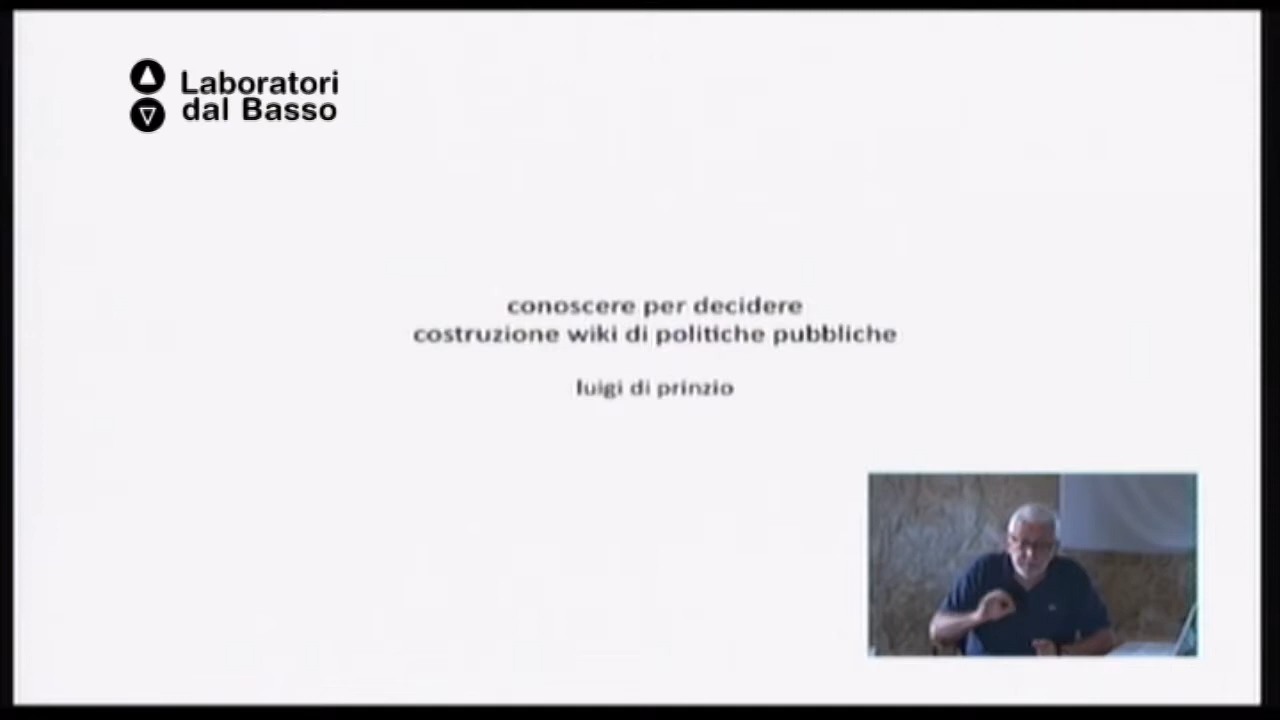 Laboratori
dal Basso
conoscere per decidere
costruzione wiki di politiche pubbliche
luigi di prinzio